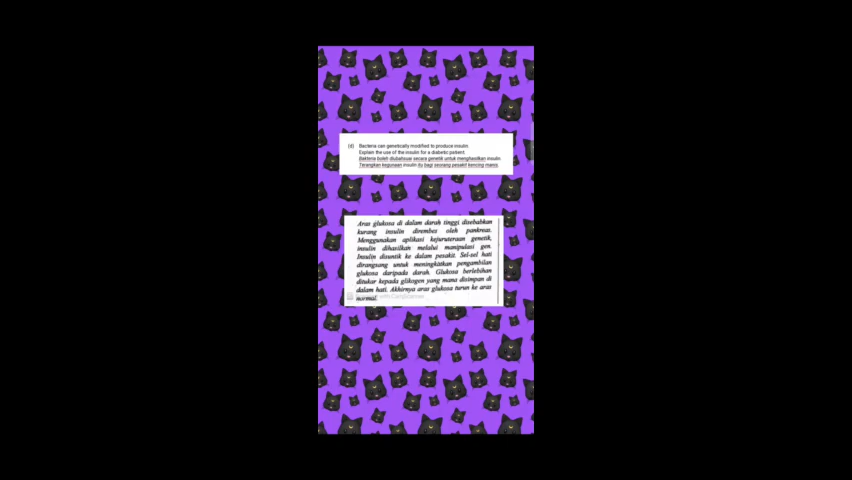 (d) Bacteria can genetically modified to produce insulin.
Explain the use of the insulin for a diabetic patient.
Bakteria boleh diubahsuai secara genetik untuk menghasilkan insulin.
Terangkan kegunaan insulin itu bagi seorang pesakit kencing manis.
Aras glukosa di dalam darah tinggi disebabkan
kurang insulin dirembes oleh pankreas.
Menggunakan aplikasi kejuruteraan genetik,
insulin dihasilkan melalui manipulasi gen.
Insulin disuntik ke dalam pesakit. Sel-sel hati
dirangsang untuk meningkatkan pengambilan
glukosa daripada darah. Glukosa berlebihan
ditukar kepada glikogen yang mana disimpan di
dalam hati. Akhirnya aras glukosa turun ke aras
normal.